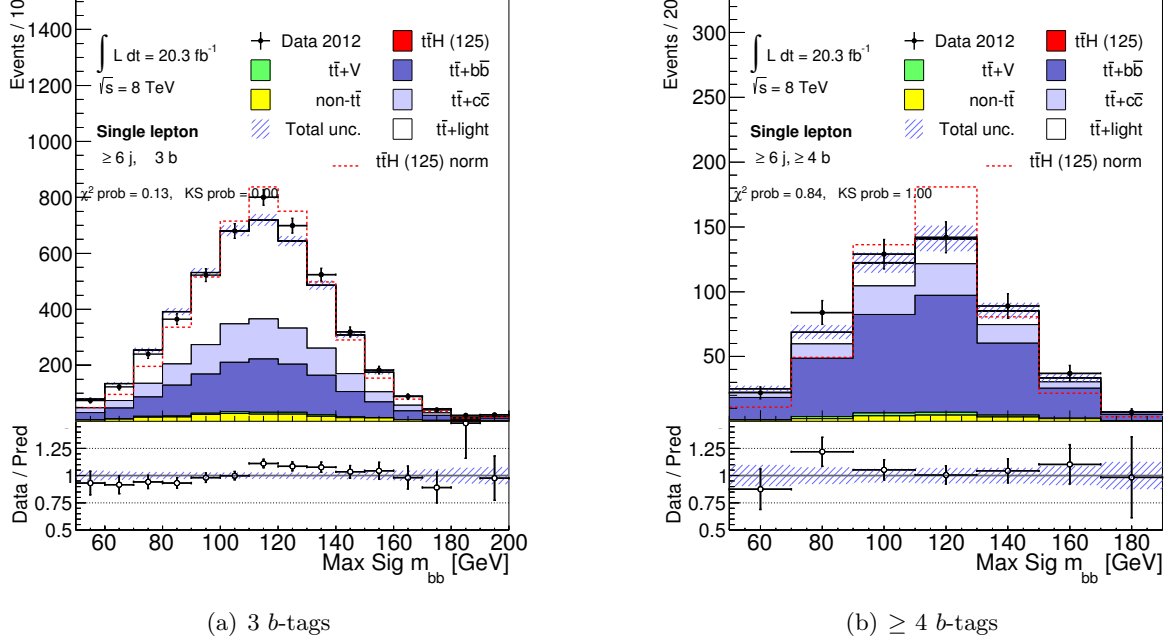 Events / 10
1400
1200
1000
800
600
400
200
∫ L dt = 20.3 fb⁻¹
√s = 8 TeV
Single lepton
≥ 6 j, 3 b
χ² prob = 0.13, KS prob = 0.00
Data 2012
tt̄H (125)
tt̄+V
tt̄+bb̄
non-tt̄
tt̄+cc̄
Total unc.
tt̄+light
tt̄H (125) norm
Data / Pred
1.25
1
0.75
0.5
60 80 100 120 140 160 180 200
Max Sig m_bb [GeV]
(a) 3 b-tags
Events / 20
300
250
200
150
100
50
∫ L dt = 20.3 fb⁻¹
√s = 8 TeV
Single lepton
≥ 6 j, ≥ 4 b
χ² prob = 0.84, KS prob = 1.00
Data 2012
tt̄H (125)
tt̄+V
tt̄+bb̄
non-tt̄
tt̄+cc̄
Total unc.
tt̄+light
tt̄H (125) norm
Data / Pred
1.25
1
0.75
0.5
60 80 100 120 140 160 180
Max Sig m_bb [GeV]
(b) ≥ 4 b-tags